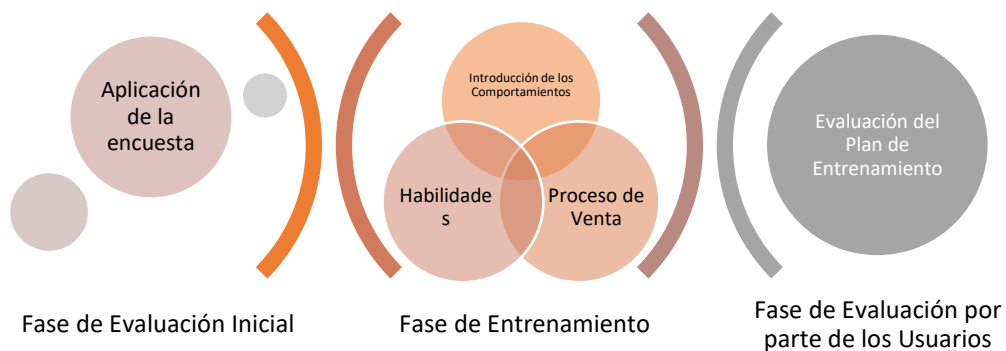 Aplicación
de la
encuesta
Fase de Evaluación Inicial
Introducción de los
Comportamientos
Habilidade
s
Proceso de
Venta
Fase de Entrenamiento
Evaluación del
Plan de
Entrenamiento
Fase de Evaluación por
parte de los Usuarios